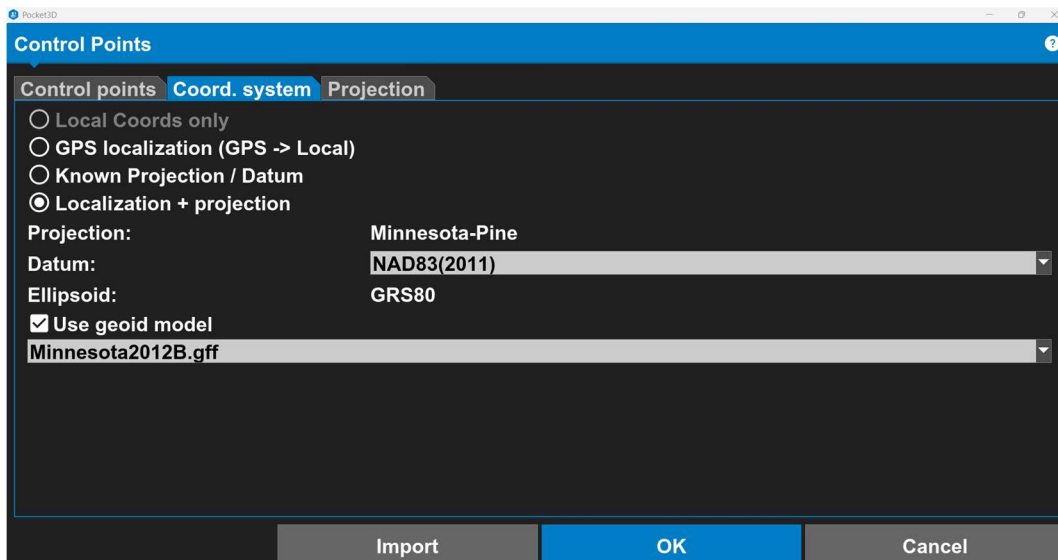 Pocket3D
Control Points
?
Control points Coord. system Projection
Local Coords only
GPS localization (GPS -> Local)
Known Projection / Datum
Localization + projection
Projection: Minnesota-Pine
Datum: NAD83(2011)
Ellipsoid: GRS80
Use geoid model
Minnesota2012B.gff
Import OK Cancel